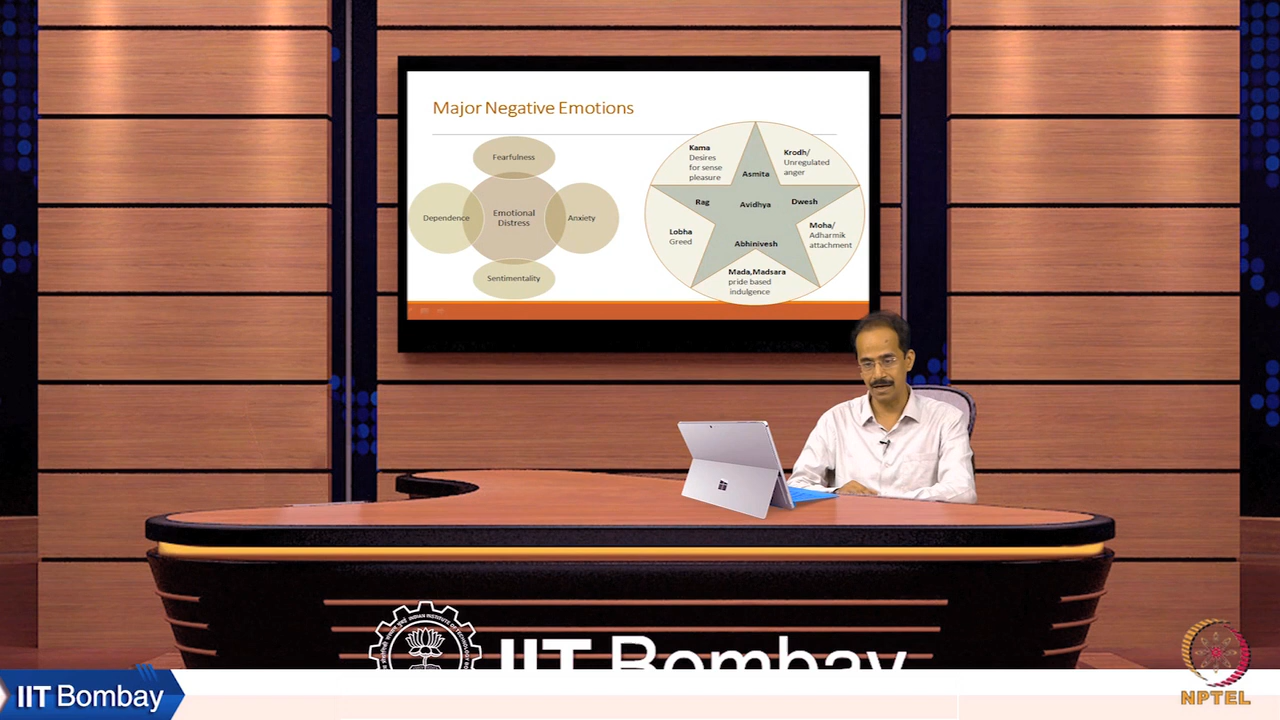 Major Negative Emotions
Fearfulness
Dependence
Emotional
Distress
Anxiety
Sentimentality
Kama
Desires
for sense
pleasure
Krodh/
Unregulated
anger
Asmita
Rag
Avidhya
Dwesh
Lobha
Greed
Moha/
Adharmik
attachment
Abhinivesh
Mada,Madsara
pride based
indulgence
IIT Bombay
IIT Bombay
NPTEL